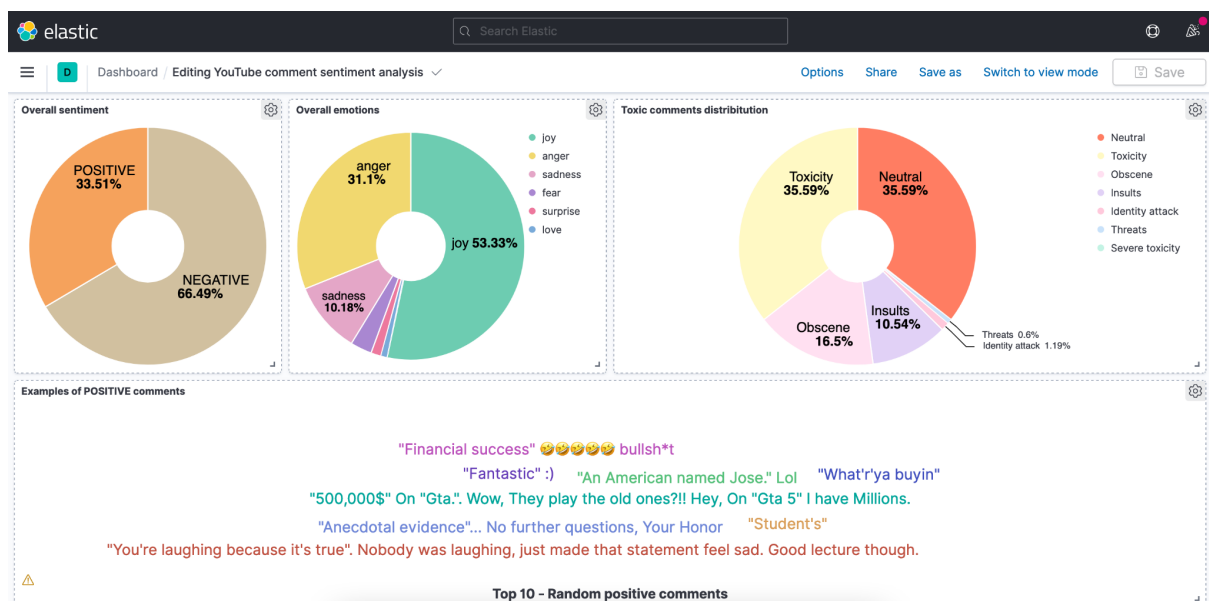 elastic
Search Elastic
D
Dashboard / Editing YouTube comment sentiment analysis
Options
Share
Save as
Switch to view mode
Save
Overall sentiment
POSITIVE
33.51%
NEGATIVE
66.49%
Overall emotions
anger
31.1%
joy 53.33%
sadness
10.18%
joy
anger
sadness
fear
surprise
love
Toxic comments distribitution
Toxicity
35.59%
Neutral
35.59%
Obscene
16.5%
Insults
10.54%
Threats 0.6%
Identity attack 1.19%
Neutral
Toxicity
Obscene
Insults
Identity attack
Threats
Severe toxicity
Examples of POSITIVE comments
"Financial success" 🤣🤣🤣🤣🤣 bullsh*t
"Fantastic" :)
"An American named Jose." Lol
"What'r'ya buyin"
"500,000$" On "Gta.". Wow, They play the old ones?!! Hey, On "Gta 5" I have Millions.
"Anecdotal evidence"... No further questions, Your Honor
"Student's"
"You're laughing because it's true". Nobody was laughing, just made that statement feel sad. Good lecture though.
Top 10 - Random positive comments